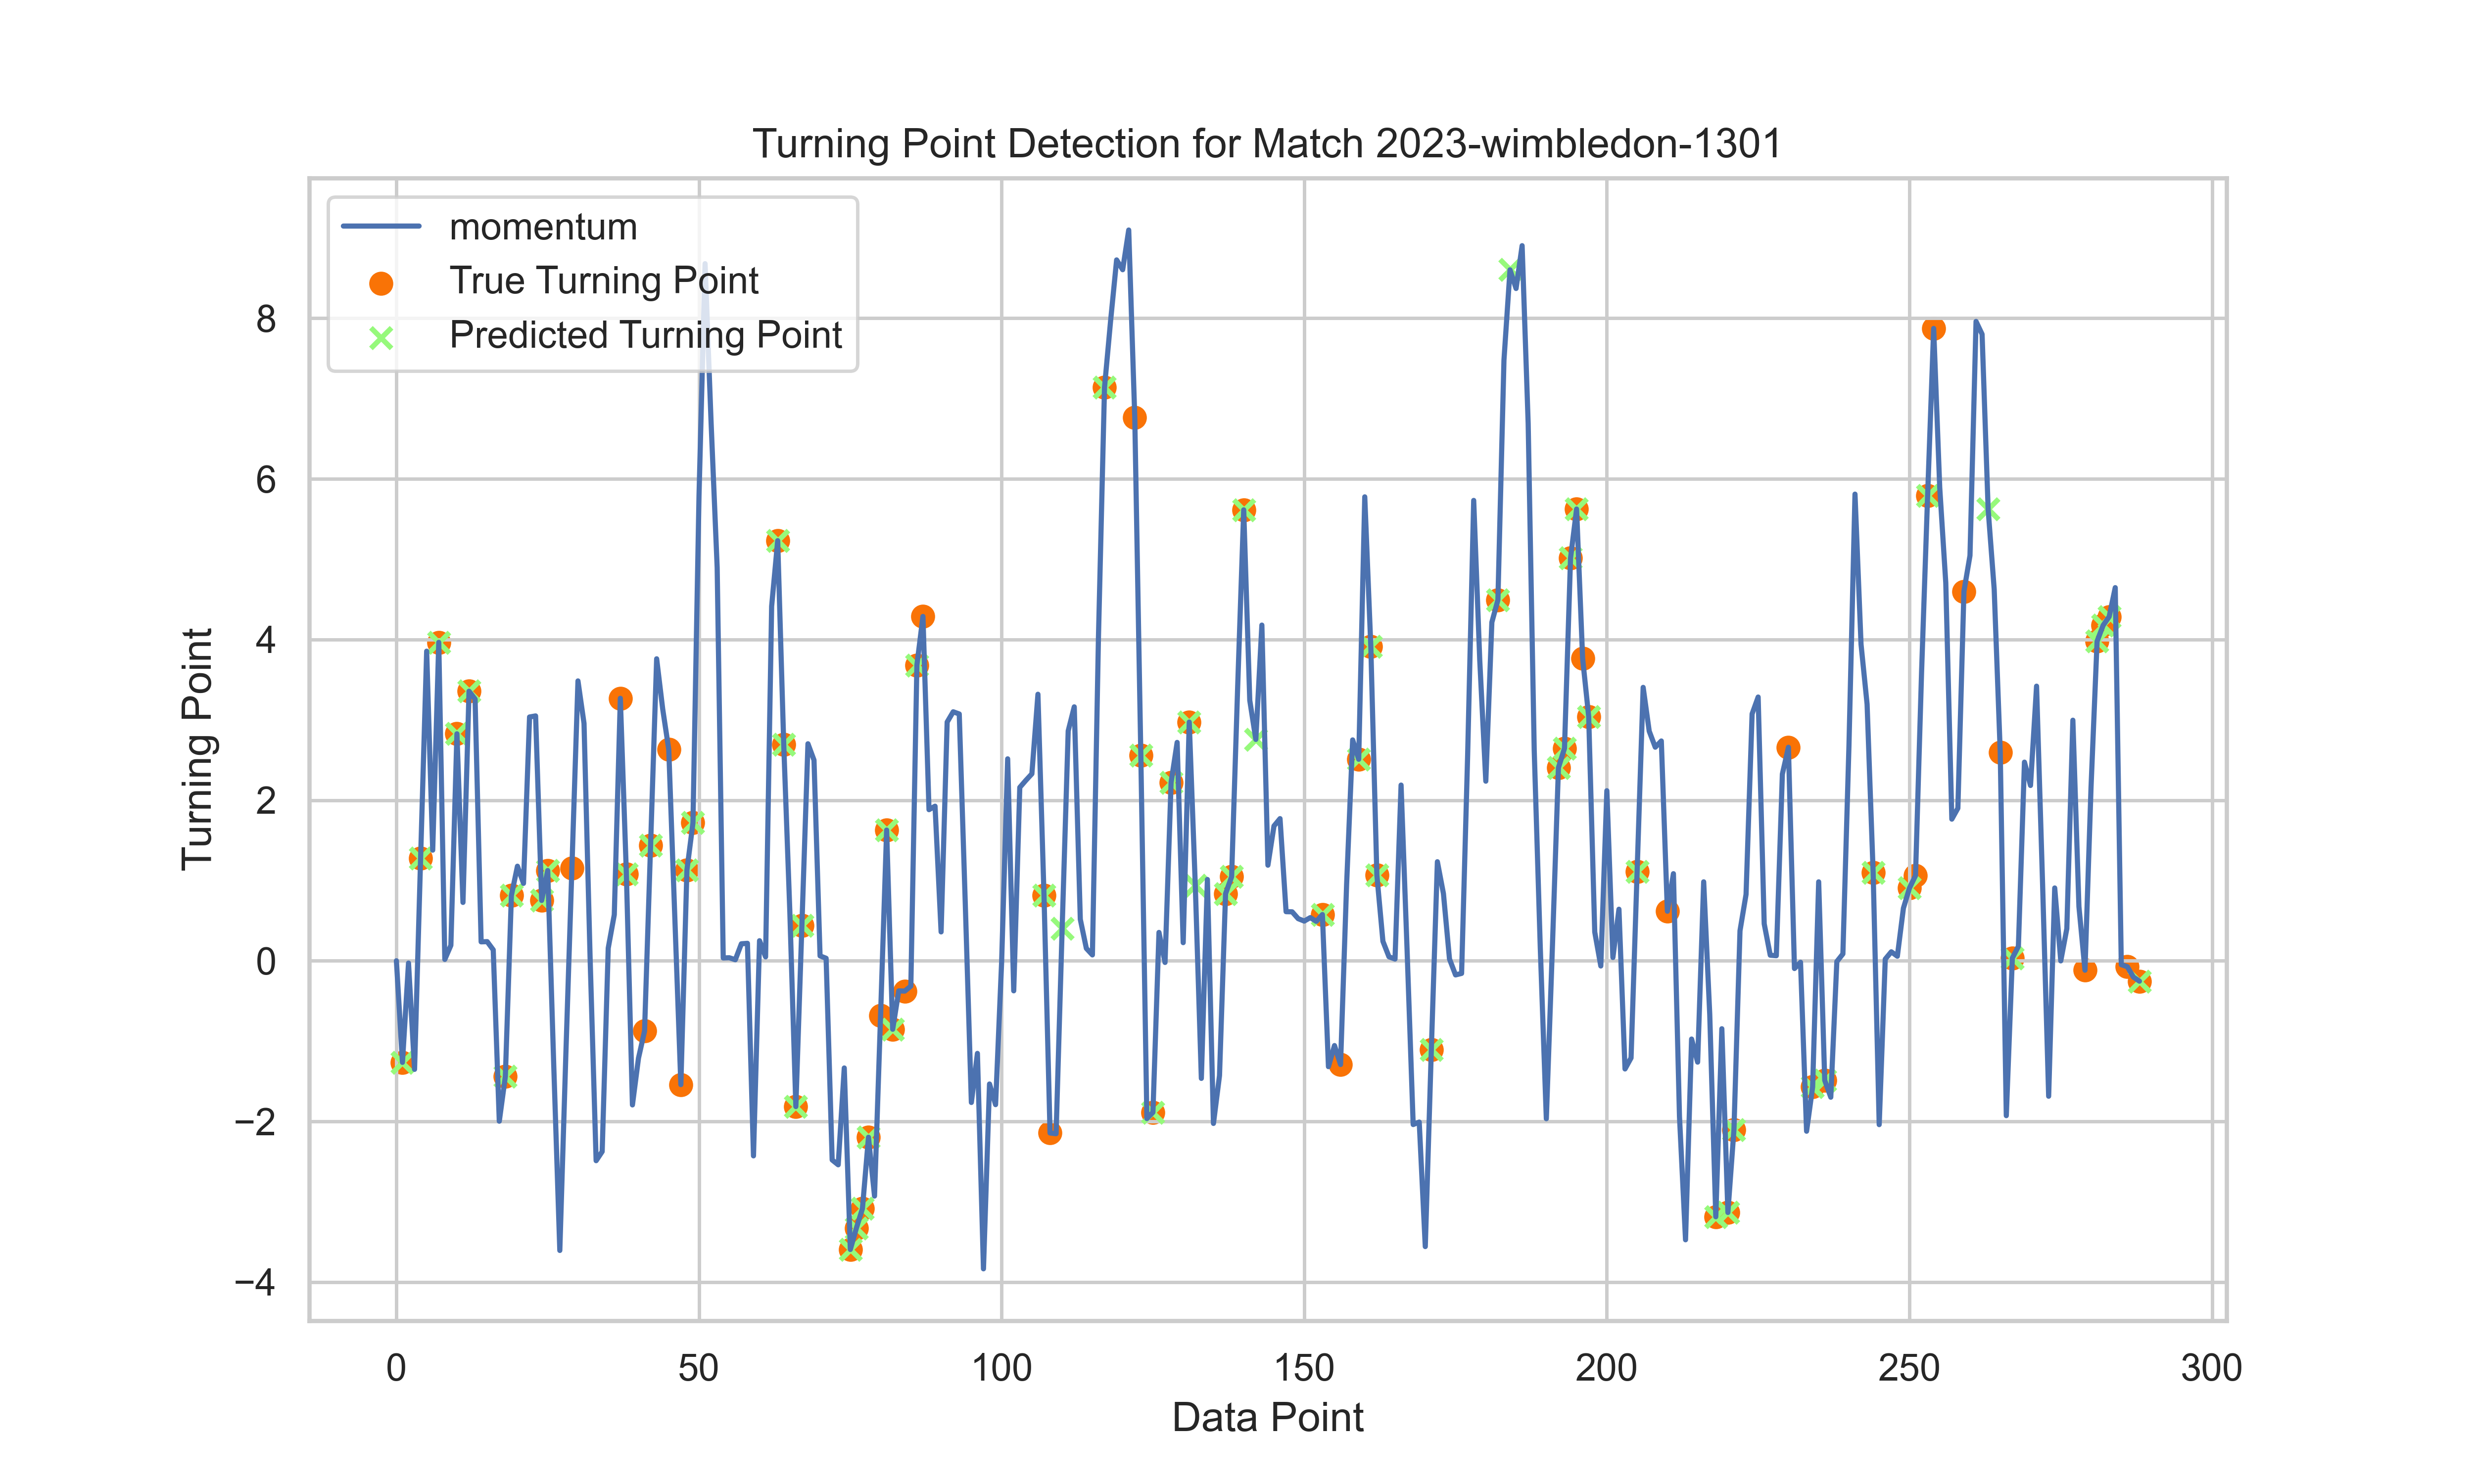 Turning Point Detection for Match 2023-wimbledon-1301
momentum
True Turning Point
Predicted Turning Point
Turning Point
8
6
4
2
0
−2
−4
0 50 100 150 200 250 300
Data Point